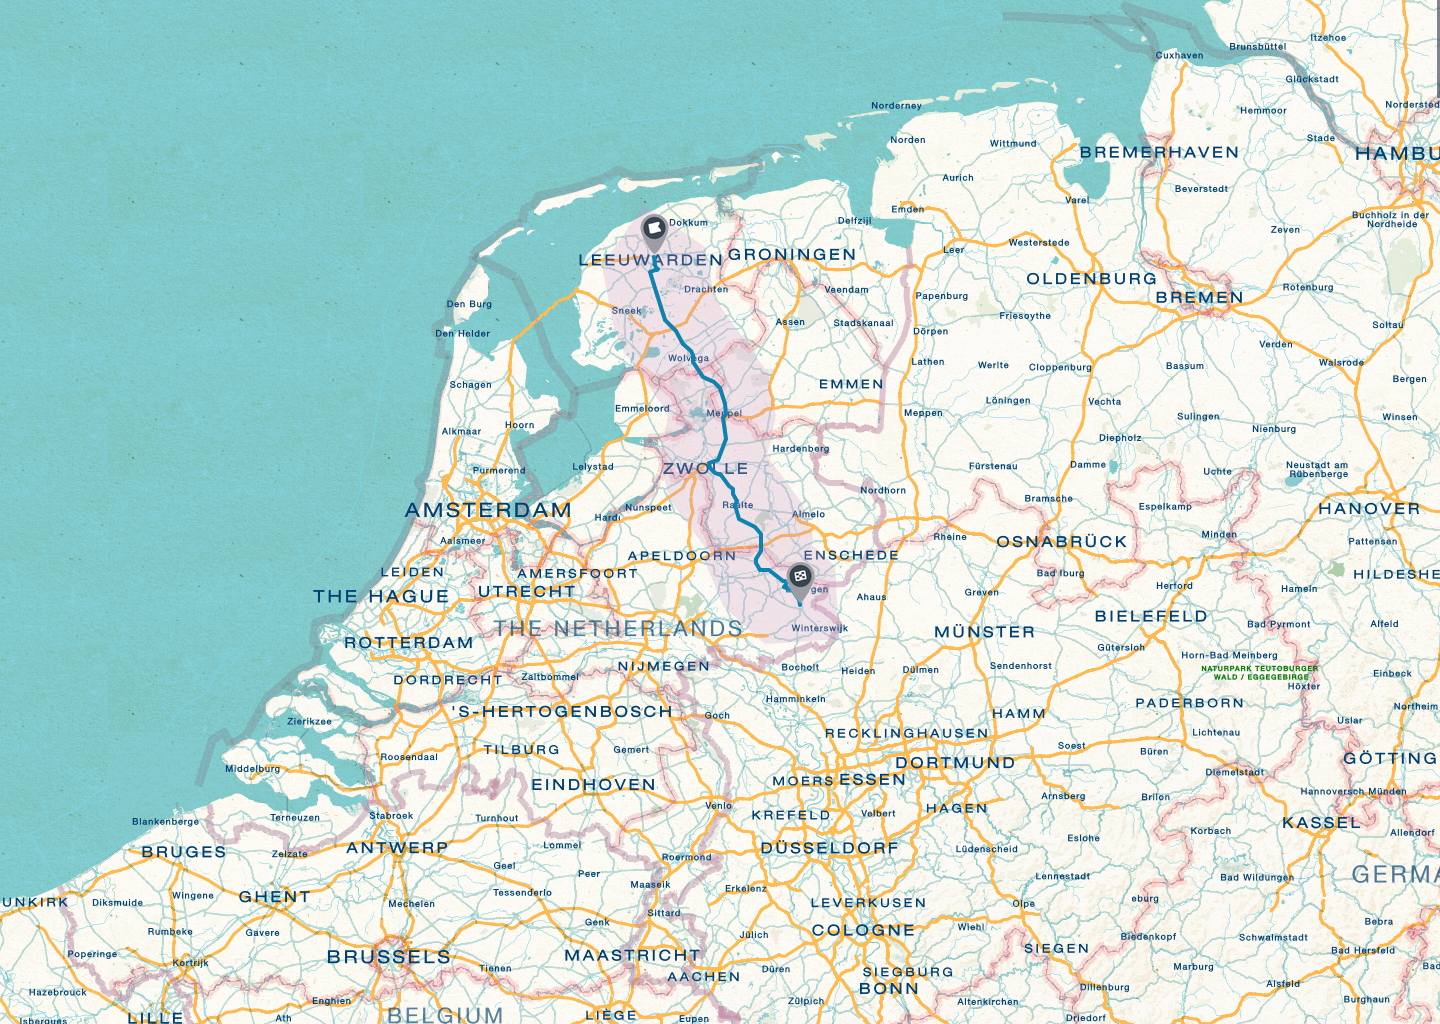 Itzehoe
Brunsbüttel
Cuxhaven
Glückstadt
Norderney
Hemmoor
Norden
Wittmund
Stade
BREMERHAVEN
HAMBU
Aurich
Beverstedt
Varel
Emden
Buchholz in der
Nordheide
Dokkum
Delfzijl
Zeven
Leer
Westerstede
LEEUWARDEN
GRONINGEN
OLDENBURG
Drachten
Veendam
Papenburg
BREMEN
Rotenburg
Den Burg
Sneek
Assen
Stadskanaal
Friesoythe
Soltau
Den Helder
Dörpen
Verden
Wolvega
Lathem
Werlte
Cloppenburg
Bassum
Walsrode
Schagen
EMMEN
Bergen
Emmeloord
Meppel
Meppen
Löningen
Vechta
Sulingen
Winsen
Alkmaar
Hoorn
Diepholz
Nienburg
Hardenberg
Purmerend
Lelystad
ZWOLLE
Fürstenau
Damme
Uchte
Neustadt am
Rübenberge
Nordhorn
Bramsche
AMSTERDAM
Hardi
Nunspeet
Raalte
Almelo
Espelkamp
HANOVER
Aalsmeer
APELDOORN
ENSCHEDE
Rheine
OSNABRÜCK
Minden
Pattensen
LEIDEN
AMERSFOORT
Bad Iburg
HILDESHE
THE HAGUE
UTRECHT
gen
Ahaus
Greven
Herford
Hameln
THE NETHERLANDS
Winterswijk
MÜNSTER
BIELEFELD
Bad Pyrmont
Alfeld
ROTTERDAM
NIJMEGEN
Bocholt
Heiden
Dülmen
Sendenhorst
Gütersloh
Horn-Bad Meinberg
DORDRECHT
Zaltbommel
NATURPARK TEUTOBURGER
WALD / EGGEGEBIRGE
Höxter
Einbeck
Hamminkeln
PADERBORN
Northeim
Zierikzee
'S-HERTOGENBOSCH
Goch
HAMM
Uslar
RECKLINGHAUSEN
Lichtenau
Roosendaal
TILBURG
Gemert
Soest
Büren
GÖTTING
Middelburg
EINDHOVEN
MOERS
ESSEN
DORTMUND
Diemelstadt
Arnsberg
Brilon
Hannoversch Münden
Blankenberge
Terneuzen
Stabroek
Turnhout
Venlo
KREFELD
Velbert
HAGEN
KASSEL
Korbach
Allendorf
BRUGES
Zelzate
ANTWERP
Lommel
Roermond
DÜSSELDORF
Lüdenscheid
Eslohe
Geel
Peer
Lennestadt
Bad Wildungen
GERMA
UNKIRK
Diksmuide
Wingene
GHENT
Mechelen
Tessenderlo
Maaseik
Erkelenz
LEVERKUSEN
Olpe
eburg
Rumbeke
Gavere
Genk
Sittard
Jülich
COLOGNE
Wiehl
Biedenkopf
Schwalmstadt
Bebra
Poperinge
Kortrijk
BRUSSELS
Tienen
MAASTRICHT
AACHEN
Düren
SIEGBURG
BONN
SIEGEN
Marburg
Bad Hersfeld
Hazebrouck
Enghien
Zülpich
Altenkirchen
Dillenburg
Alsfeld
Burghaun
Isbergues
LILLE
Ath
BELGIUM
LIÈGE
Eupen
Driedorf